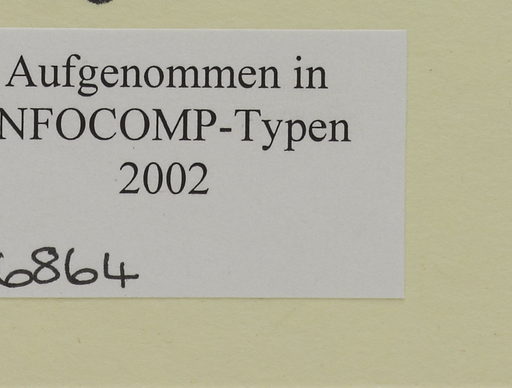 Aufgenommen in
NFOCOMP-Typen
2002
6864